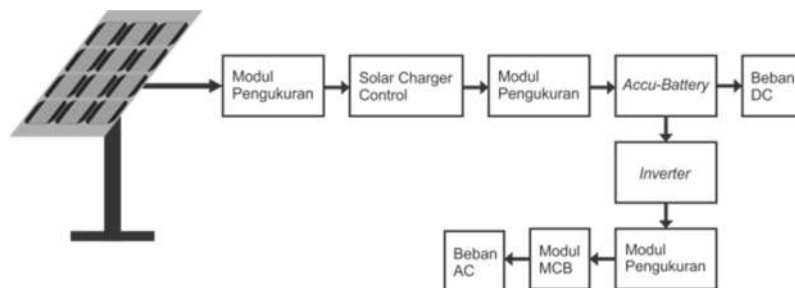 Modul
Pengukuran
Solar Charger
Control
Modul
Pengukuran
Accu-Battery
Beban
DC
Inverter
Beban
AC
Modul
MCB
Modul
Pengukuran